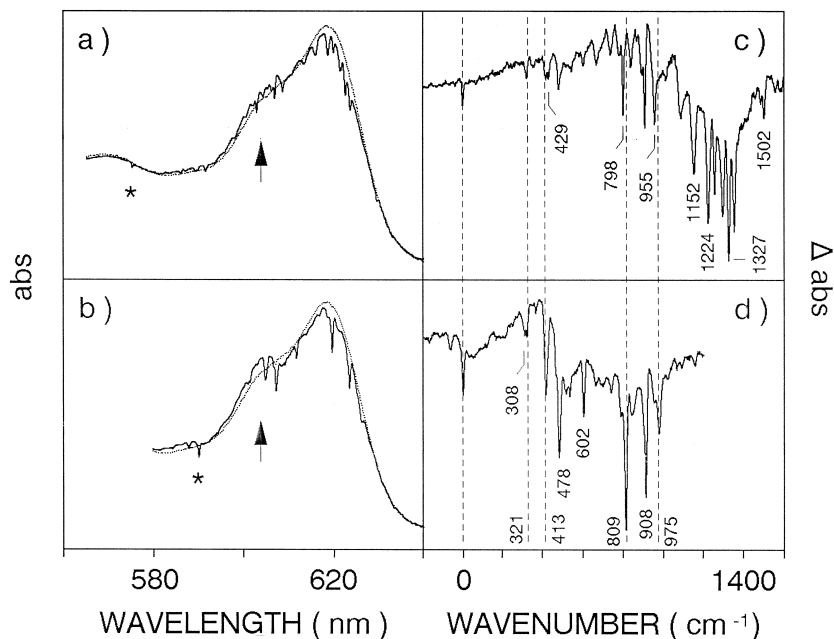 a )
c )
429
798
955
1152
1224
1327
1502
*
abs
Δ abs
b )
d )
308
321
413
478
602
809
908
975
*
580
620
0
1400
WAVELENGTH ( nm )
WAVENUMBER ( cm -1 )